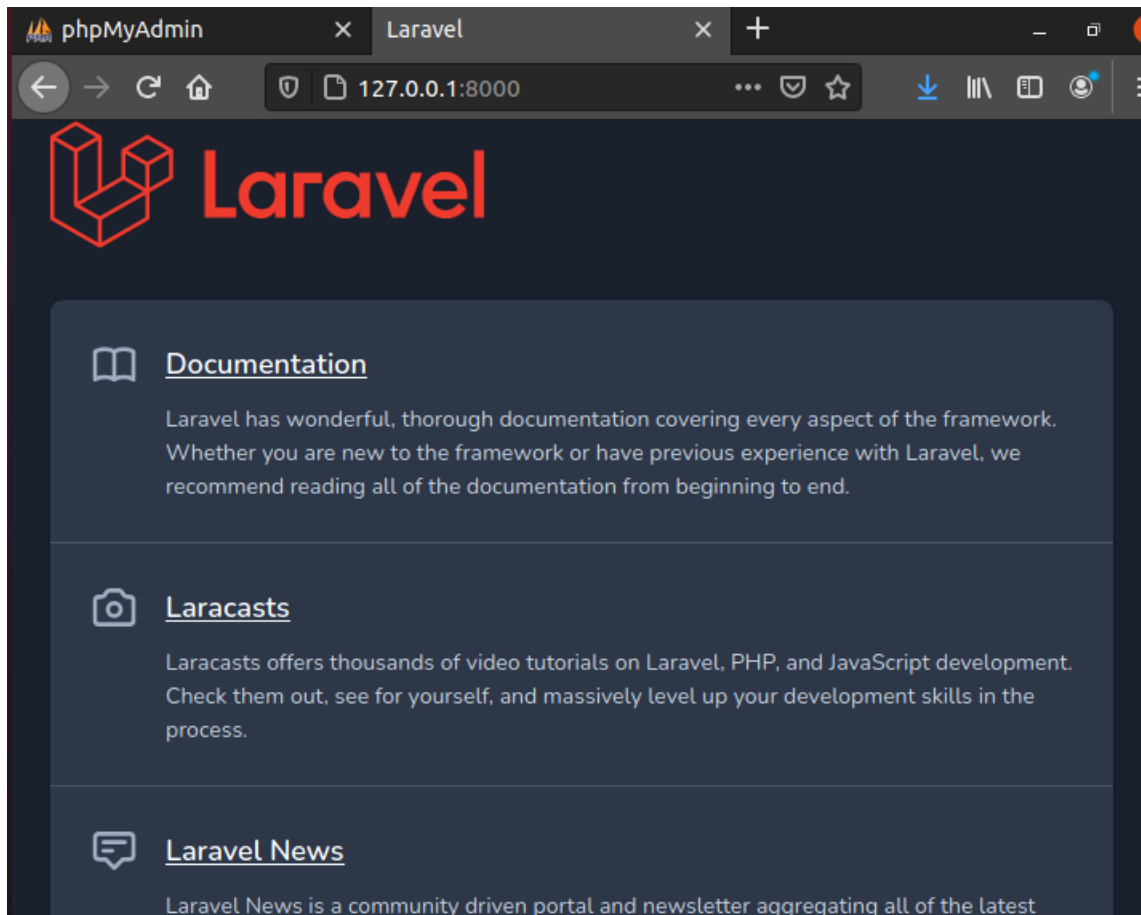 phpMyAdmin
Laravel
127.0.0.1:8000
Laravel
Documentation
Laravel has wonderful, thorough documentation covering every aspect of the framework.
Whether you are new to the framework or have previous experience with Laravel, we
recommend reading all of the documentation from beginning to end.
Laracasts
Laracasts offers thousands of video tutorials on Laravel, PHP, and JavaScript development.
Check them out, see for yourself, and massively level up your development skills in the
process.
Laravel News
Laravel News is a community driven portal and newsletter aggregating all of the latest